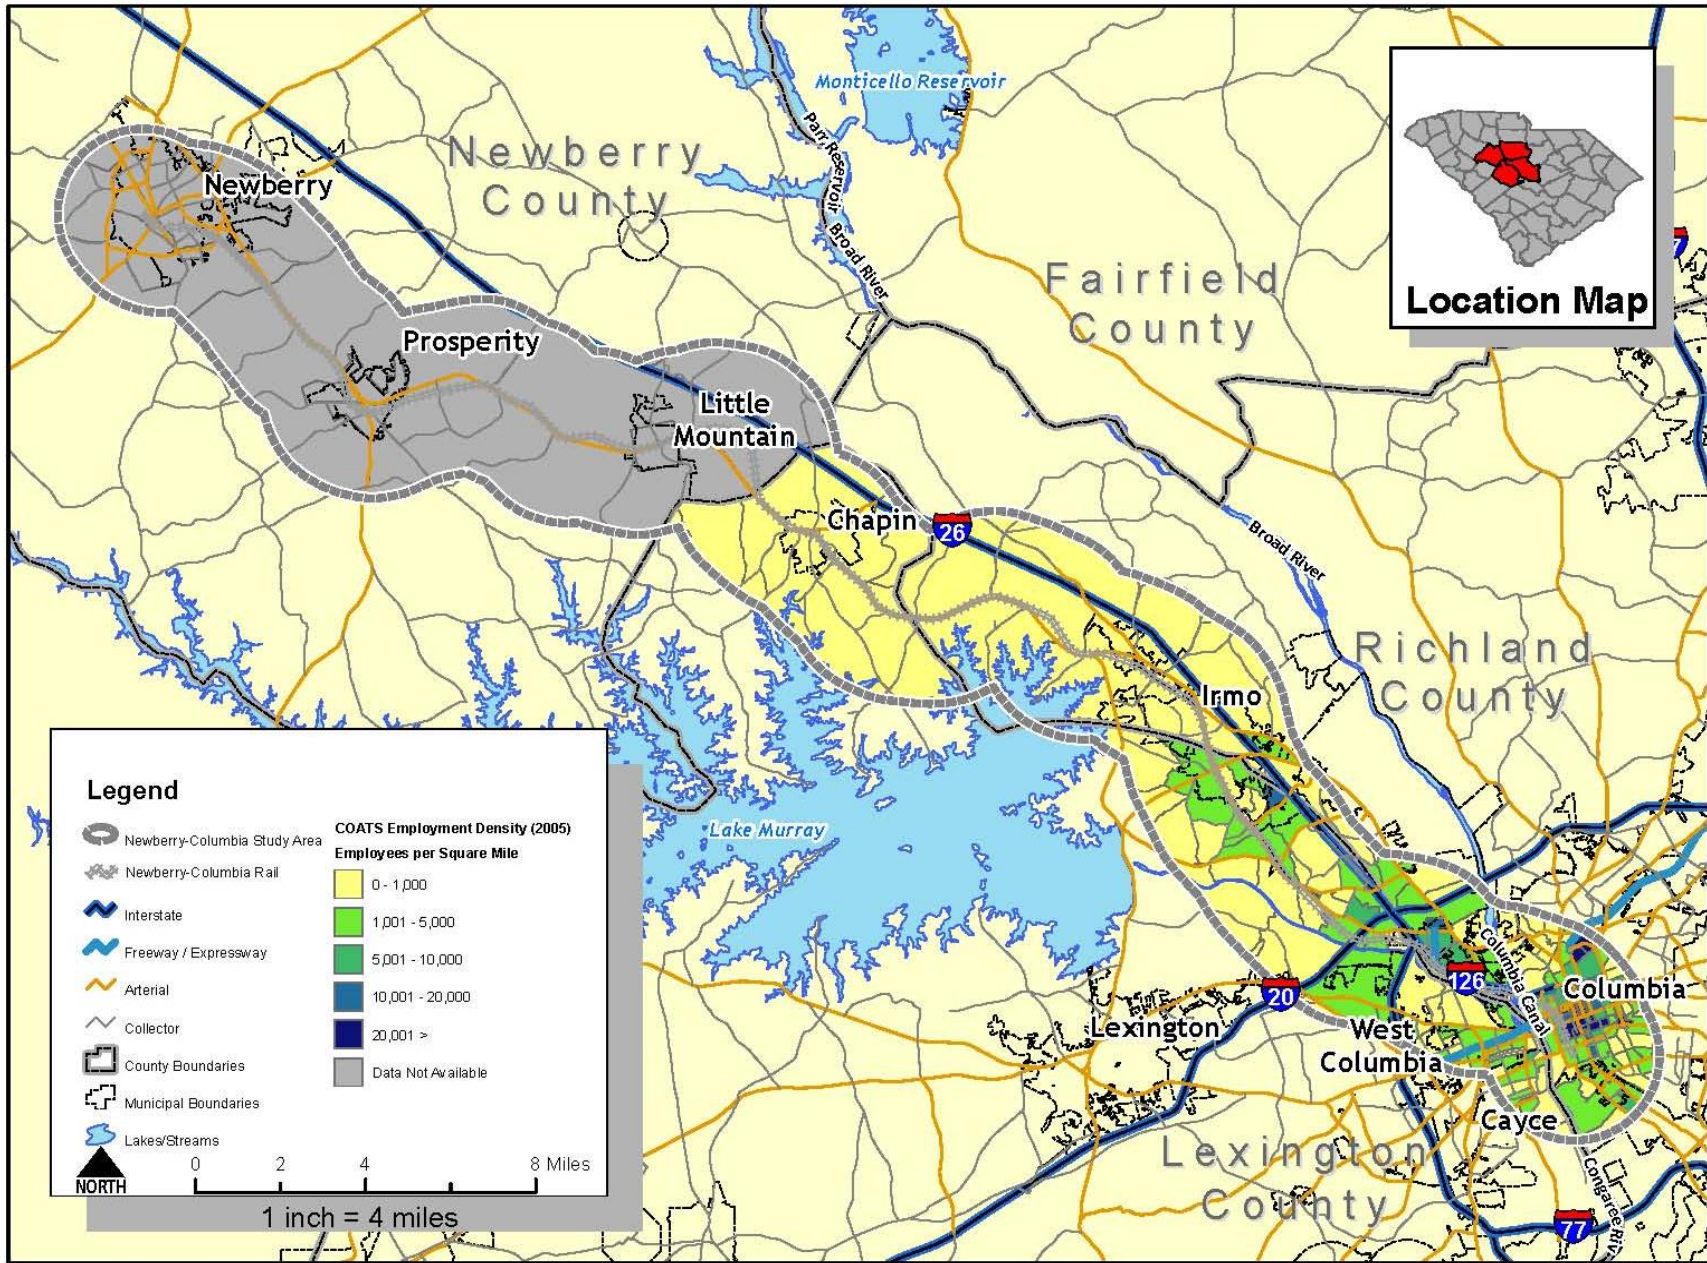 Monticello Reservoir
Parr Reservoir
Broad River
Newberry
County
Newberry
Location Map
7
Fairfield
County
Prosperity
Little
Mountain
Chapin
26
Broad River
Richland
County
Irmo
Lake Murray
Columbia Canal
126
Columbia
20
Lexington
West
Columbia
Cayce
Lexington
County
Congaree
77
Legend
Newberry-Columbia Study Area
Newberry-Columbia Rail
Interstate
Freeway / Expressway
Arterial
Collector
County Boundaries
Municipal Boundaries
Lakes/Streams
COATS Employment Density (2005)
Employees per Square Mile
0 - 1,000
1,001 - 5,000
5,001 - 10,000
10,001 - 20,000
20,001 >
Data Not Available
NORTH
0 2 4 8 Miles
1 inch = 4 miles